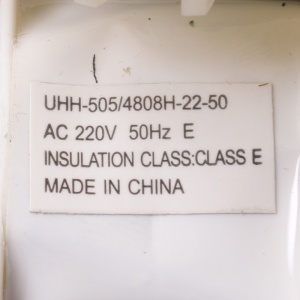 UHH-505/4808H-22-50
AC 220V 50Hz E
INSULATION CLASS:CLASS E
MADE IN CHINA